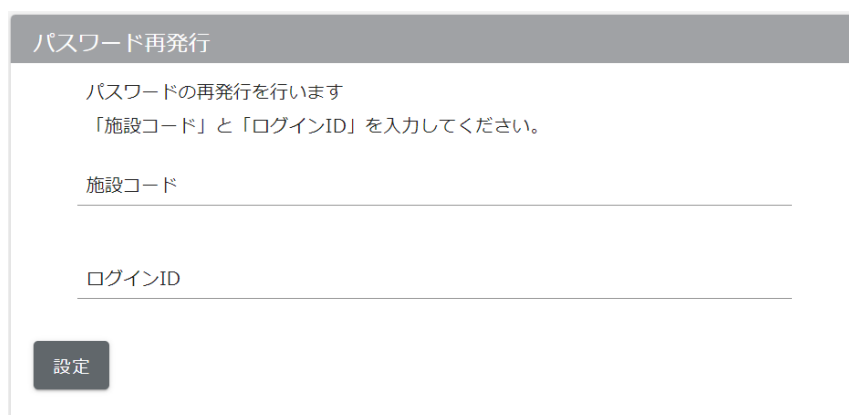 パスワード再発行
パスワードの再発行を行います
「施設コード」と「ログインID」を入力してください。
施設コード
ログインID
設定